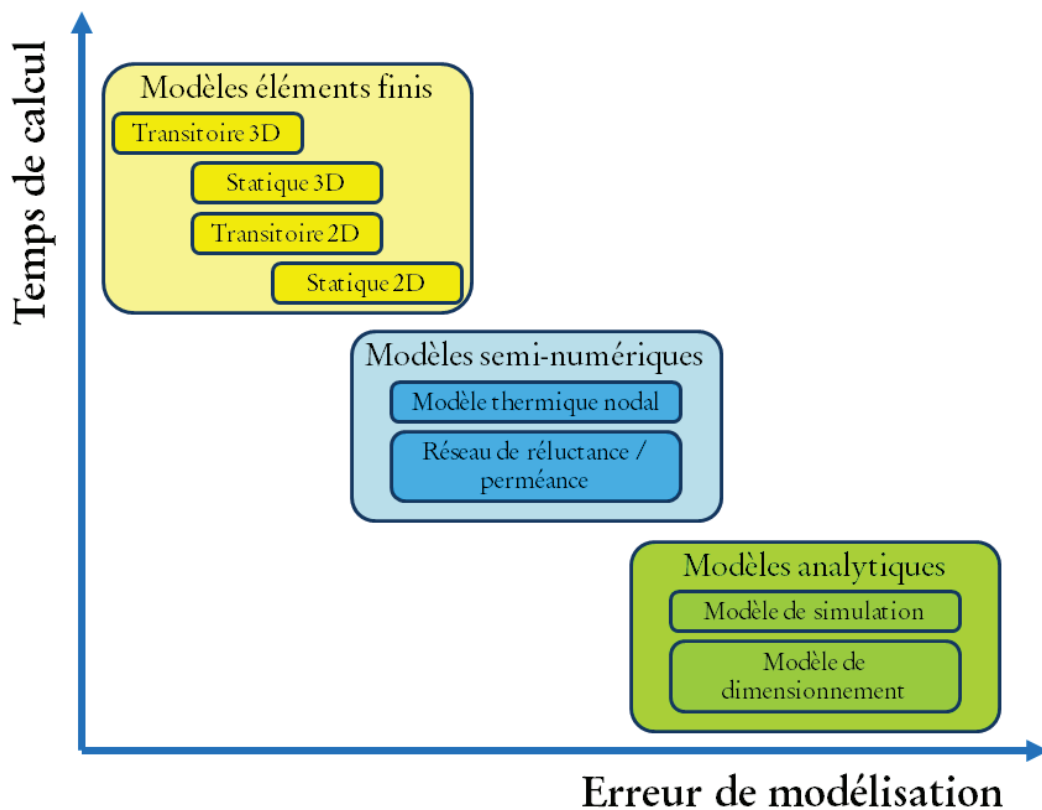 Temps de calcul
Modèles éléments finis
Transitoire 3D
Statique 3D
Transitoire 2D
Statique 2D
Modèles semi-numériques
Modèle thermique nodal
Réseau de réluctance /
perméance
Modèles analytiques
Modèle de simulation
Modèle de
dimensionnement
Erreur de modélisation